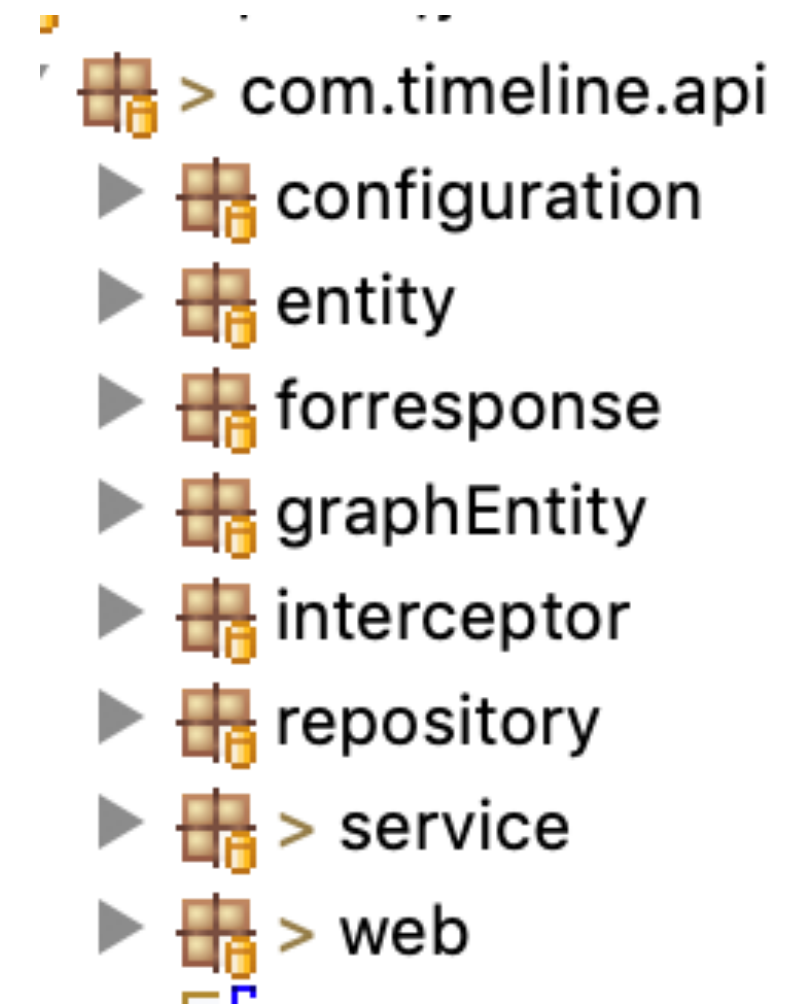 > com.timeline.api
configuration
entity
forresponse
graphEntity
interceptor
repository
> service
> web